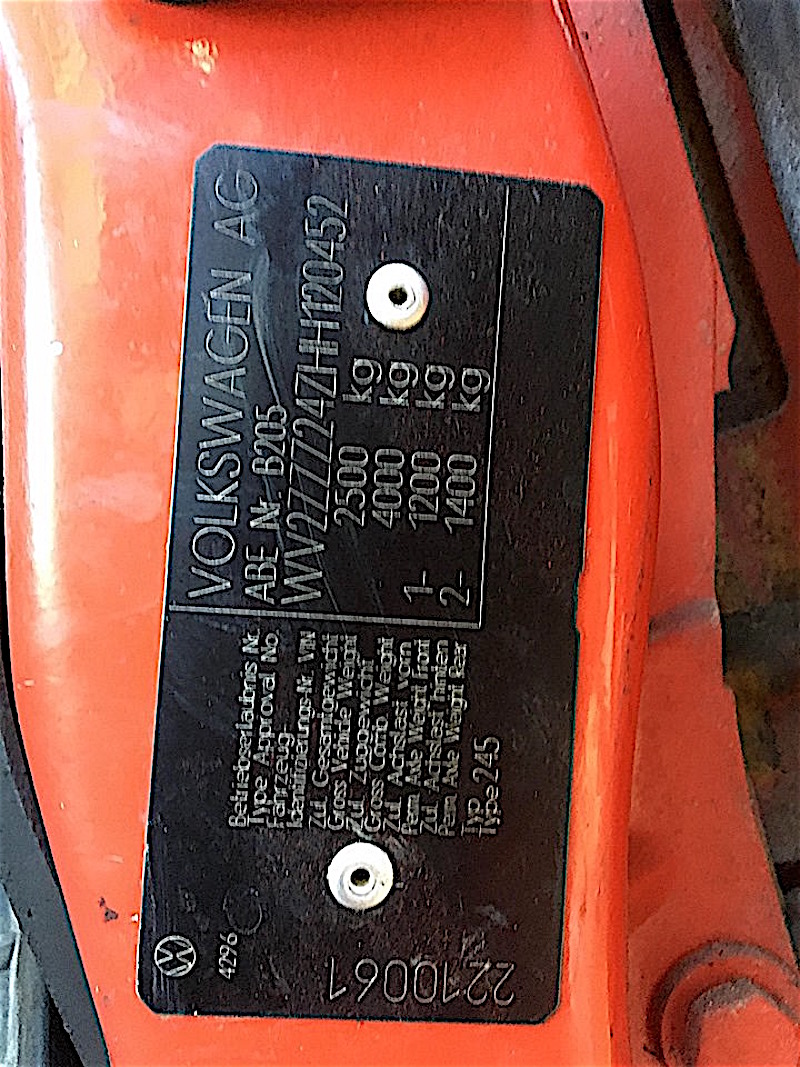 VOLKSWAGEN AG
Betriebserlaubnis Nr. ABE Nr. B205
Type Approval No.
Fahrzeug WV2ZZZ24ZHH120452
Identifizierungs-Nr. VIN
Zul. Gesamtgewicht 2500 kg
Gross Vehicle Weight
Zul. Zuggewicht 4000 kg
Gross Comb. Weight
Zul. Achslast vorn 1- 1200 kg
Perm. Axle Weight Front
Zul. Achslast hinten 2- 1400 kg
Perm. Axle Weight Rear
Typ
Type 245
4296
2210061